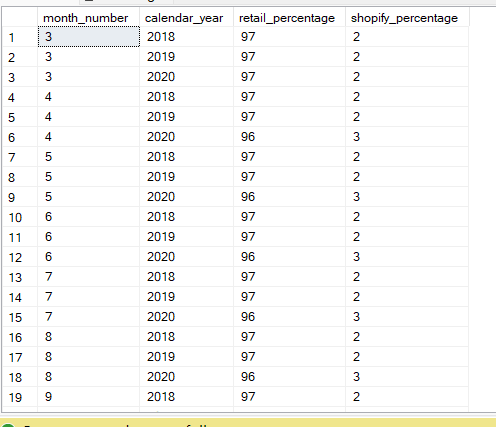 month_number calendar_year retail_percentage shopify_percentage
1 3 2018 97 2
2 3 2019 97 2
3 3 2020 97 2
4 4 2018 97 2
5 4 2019 97 2
6 4 2020 96 3
7 5 2018 97 2
8 5 2019 97 2
9 5 2020 96 3
10 6 2018 97 2
11 6 2019 97 2
12 6 2020 96 3
13 7 2018 97 2
14 7 2019 97 2
15 7 2020 96 3
16 8 2018 97 2
17 8 2019 97 2
18 8 2020 96 3
19 9 2018 97 2